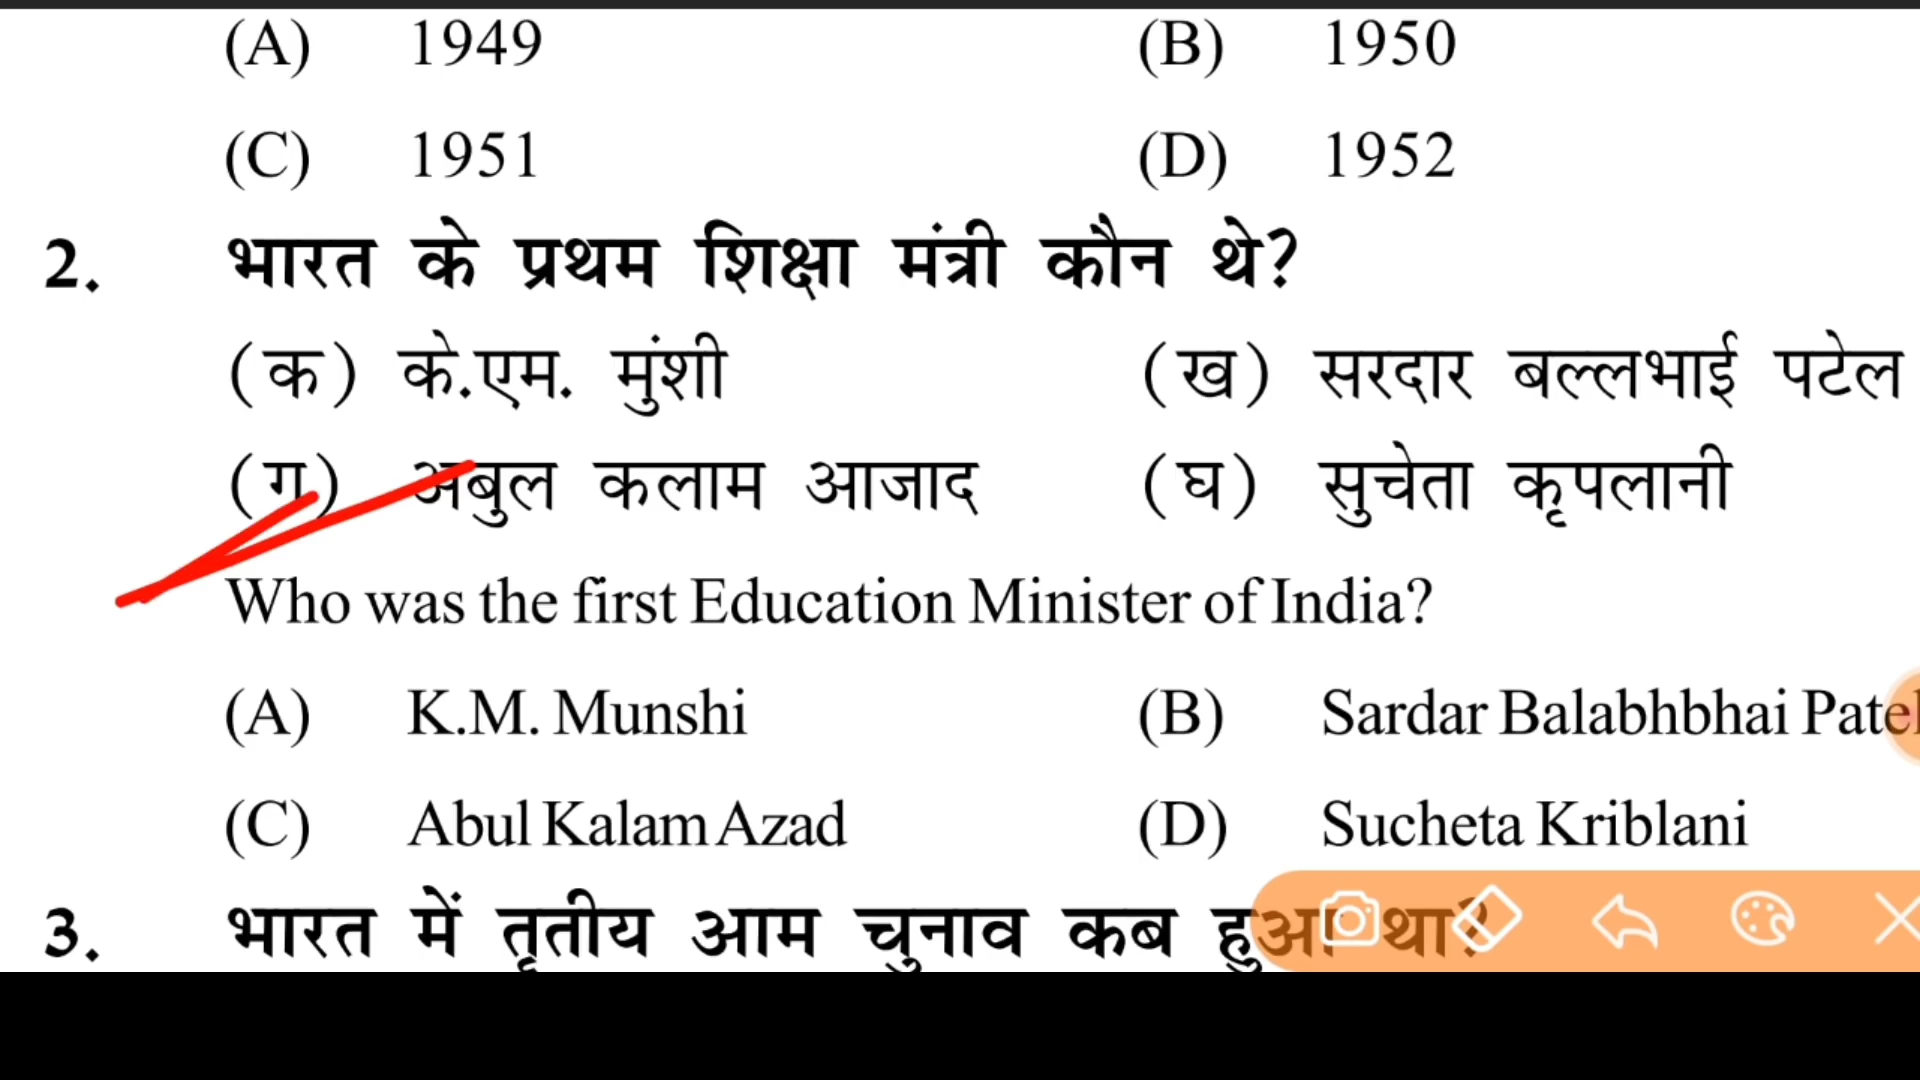 (A) 1949 (B) 1950
(C) 1951 (D) 1952
2. भारत के प्रथम शिक्षा मंत्री कौन थे?
(क) के.एम. मुंशी (ख) सरदार बल्लभाई पटेल
(ग) अबुल कलाम आजाद (घ) सुचेता कृपलानी
Who was the first Education Minister of India?
(A) K.M. Munshi (B) Sardar Balabhbhai Patel
(C) Abul Kalam Azad (D) Sucheta Kriblani
3. भारत में तृतीय आम चुनाव कब हुआ था?